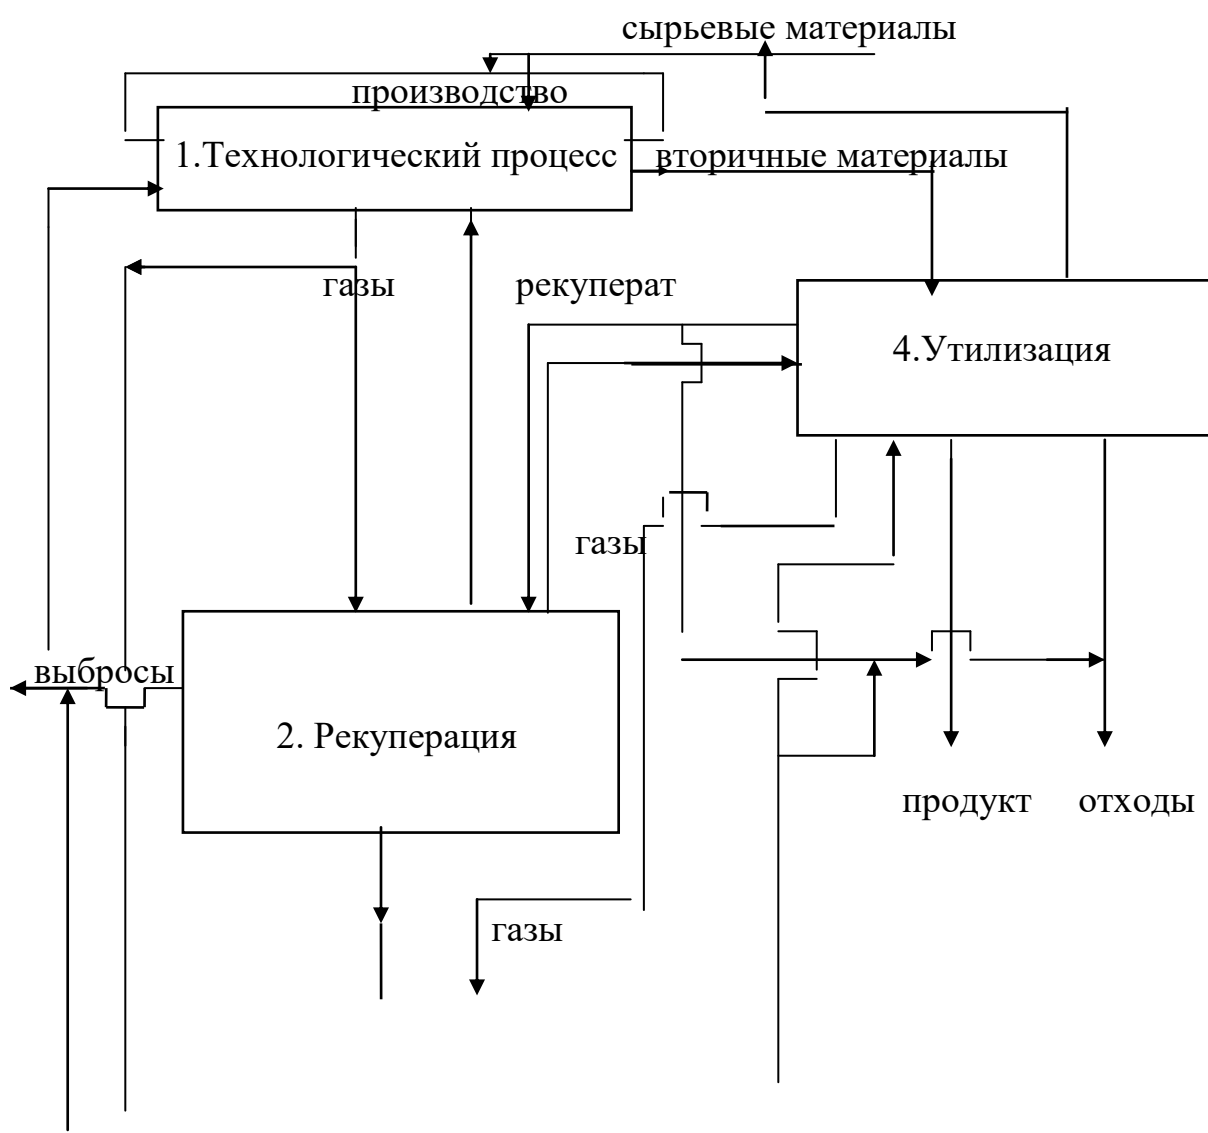 сырьевые материалы
производство
1.Технологический процесс
вторичные материалы
газы
рекуперат
4.Утилизация
газы
выбросы
2. Рекуперация
продукт
отходы
газы